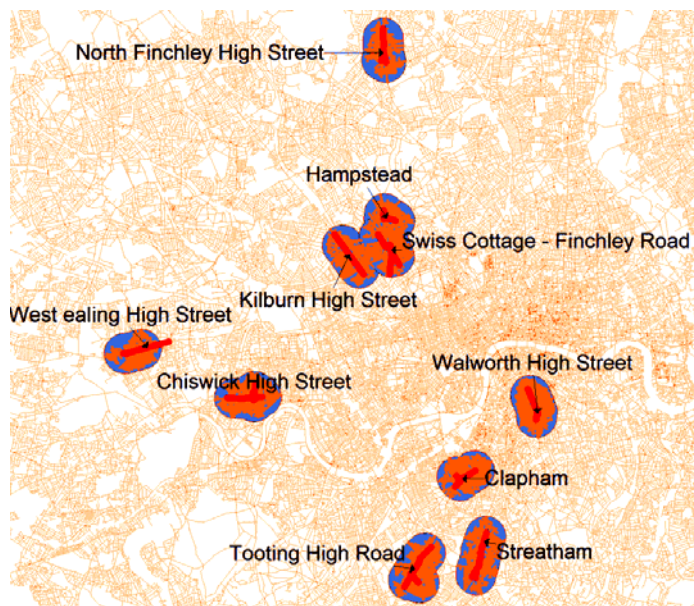 North Finchley High Street
Hampstead
Swiss Cottage - Finchley Road
Kilburn High Street
West ealing High Street
Walworth High Street
Chiswick High Street
Clapham
Tooting High Road
Streatham